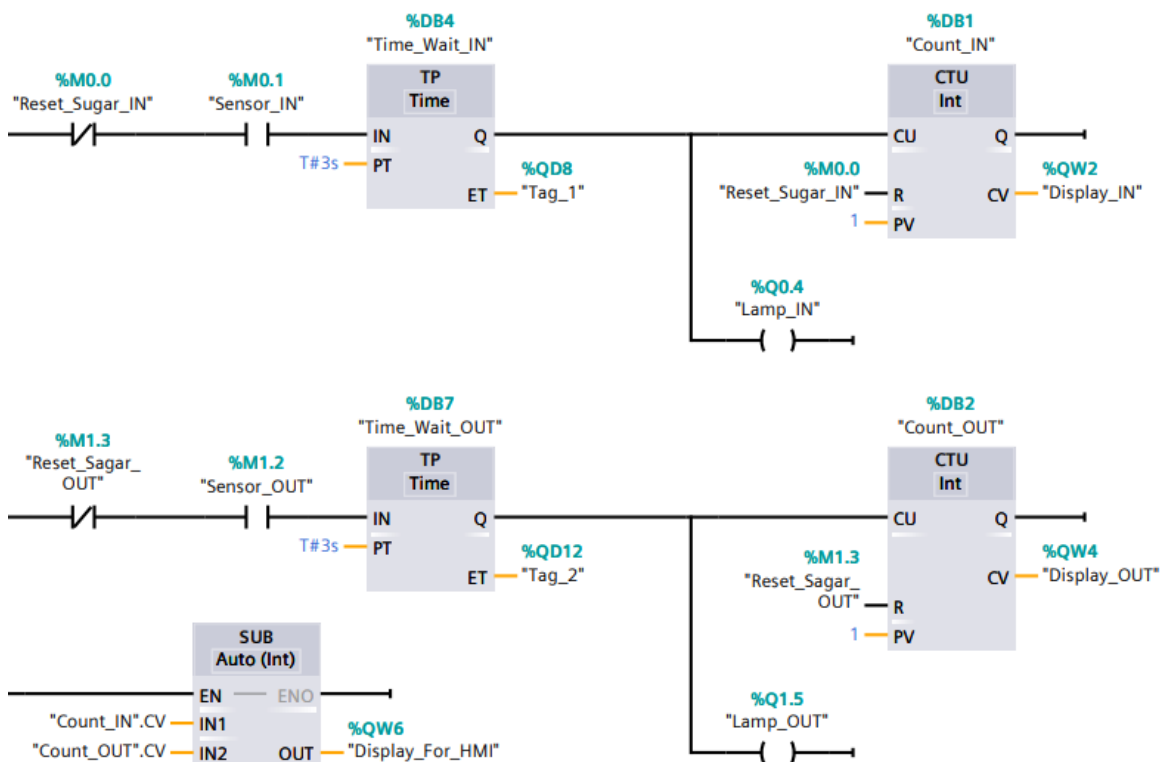 %DB4
"Time_Wait_IN"
%DB1
"Count_IN"
%M0.0
"Reset_Sugar_IN"
%M0.1
"Sensor_IN"
TP
Time
CTU
Int
IN
Q
CU
Q
T#3s
PT
%QD8
ET
"Tag_1"
%M0.0
"Reset_Sugar_IN"
R
%QW2
CV
"Display_IN"
1
PV
%Q0.4
"Lamp_IN"
%DB7
"Time_Wait_OUT"
%DB2
"Count_OUT"
%M1.3
"Reset_Sagar_
OUT"
%M1.2
"Sensor_OUT"
TP
Time
CTU
Int
IN
Q
CU
Q
T#3s
PT
%QD12
ET
"Tag_2"
%M1.3
"Reset_Sagar_
OUT"
R
%QW4
CV
"Display_OUT"
1
PV
SUB
Auto (Int)
EN
ENO
"Count_IN".CV
IN1
"Count_OUT".CV
IN2
%QW6
OUT
"Display_For_HMI"
%Q1.5
"Lamp_OUT"